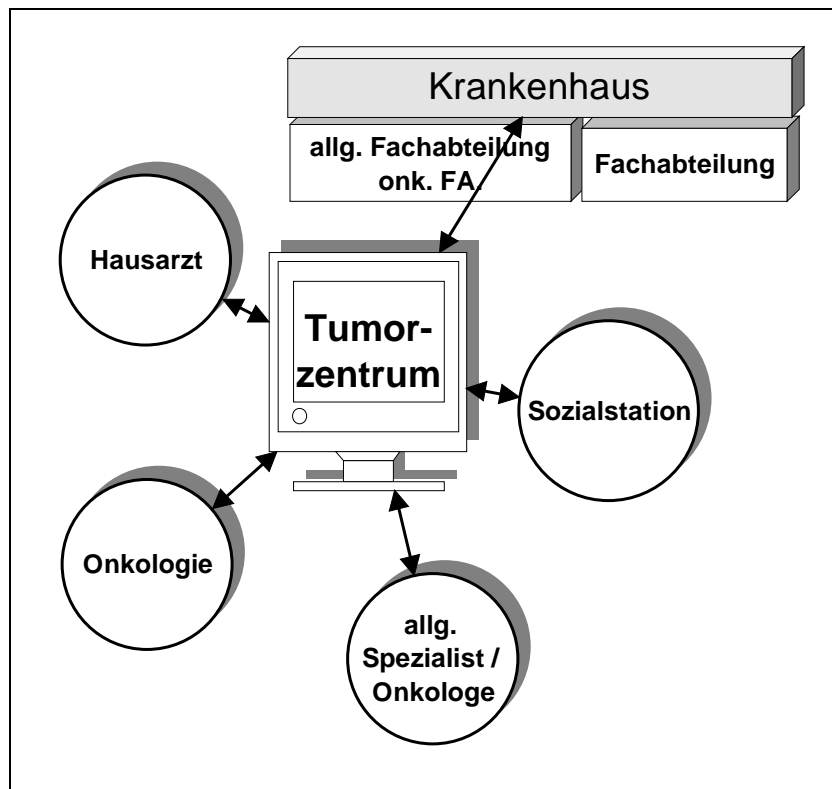 Krankenhaus
allg. Fachabteilung
onk. FA.
Fachabteilung
Hausarzt
Tumor-
zentrum
Sozialstation
Onkologie
allg.
Spezialist /
Onkologe